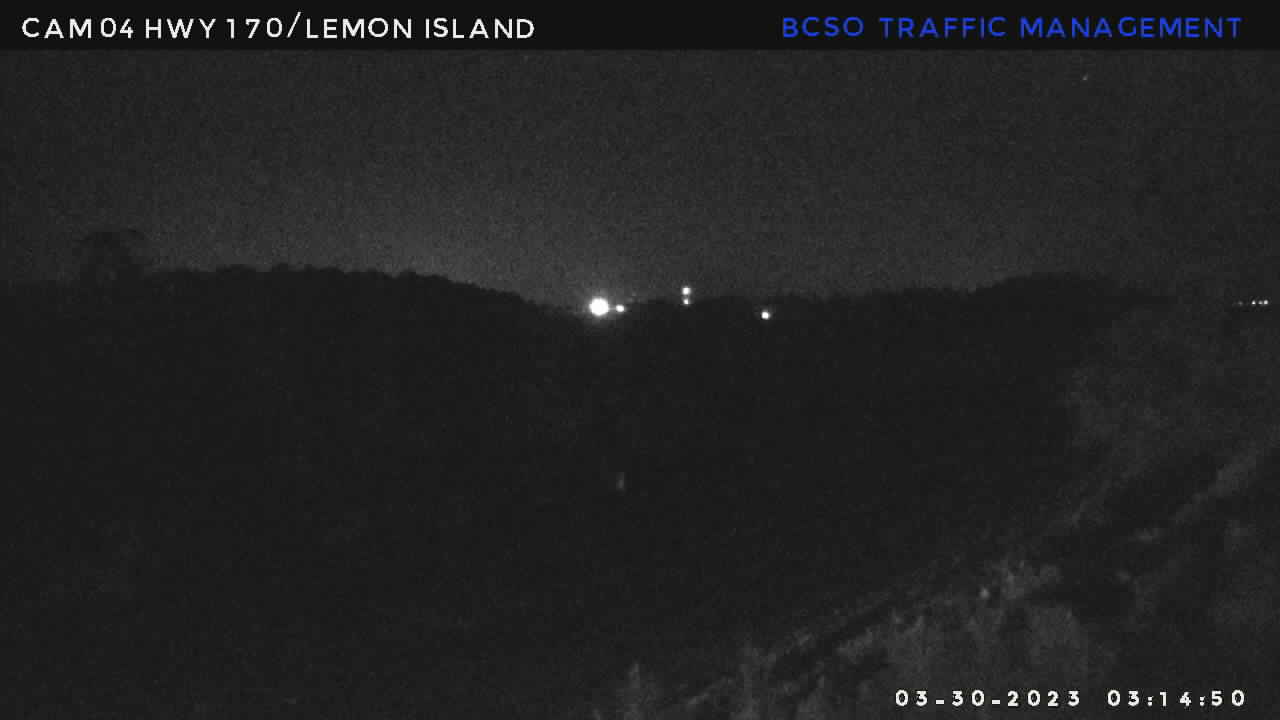 CAM04 HWY 170/LEMON ISLAND
BCSO TRAFFIC MANAGEMENT
03-30-2023 03:14:50